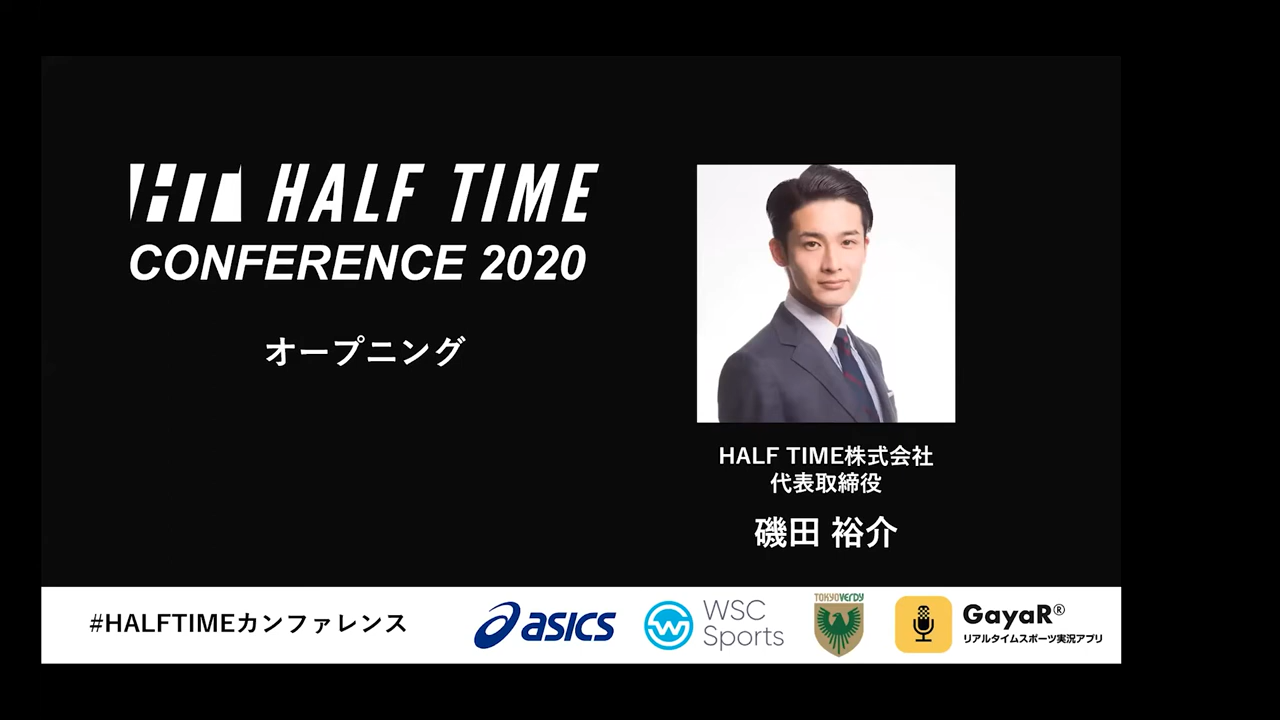 HT HALF TIME
CONFERENCE 2020
オープニング
HALF TIME株式会社
代表取締役
磯田 裕介
#HALFTIMEカンファレンス
asics
WSC
Sports
TOKYO VERDY
GayaR®
リアルタイムスポーツ実況アプリ